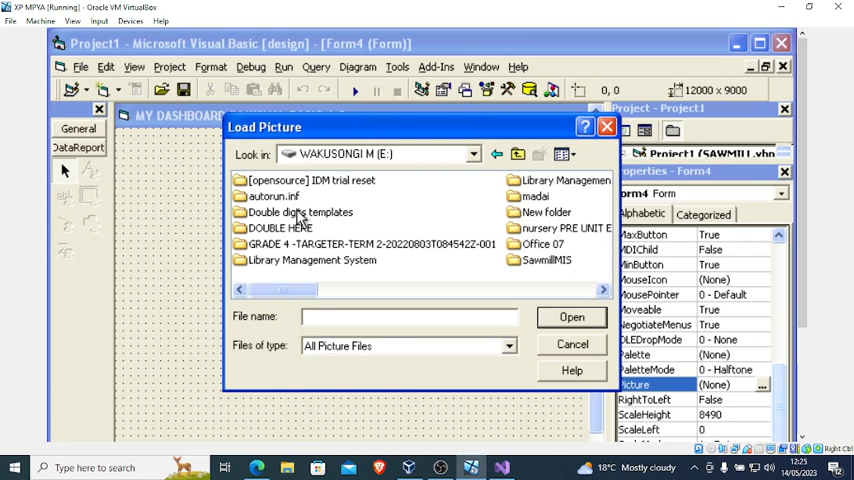 XP MPYA [Running] - Oracle VM VirtualBox
File Machine View Input Devices Help
Project1 - Microsoft Visual Basic [design] - [Form4 (Form)]
File Edit View Project Format Debug Run Query Diagram Tools Add-Ins Window Help
0, 0 12000 x 9000
General
DataReport
MY DASHBOARD
Project - Project1
Project1 (SAWMILL.vbp
Properties - Form4
Form4 Form
Alphabetic Categorized
MaxButton True
MDIChild False
MinButton True
MouseIcon (None)
MousePointer 0 - Default
Moveable True
NegotiateMenus True
OLEDropMode 0 - None
Palette (None)
PaletteMode 0 - Halftone
Picture (None) ...
RightToLeft False
ScaleHeight 8490
ScaleLeft 0
Load Picture
Look in: WAKUSONGI M (E:)
[opensource] IDM trial reset
autorun.inf
Double digits templates
DOUBLE HERE
GRADE 4 -TARGETER-TERM 2-20220803T084542Z-001
Library Management System
Library Managemen
madai
New folder
nursery PRE UNIT E
Office 07
SawmillMIS
File name: Open
Files of type: All Picture Files Cancel
Help
Right Ctrl
Type here to search
18°C Mostly cloudy
12:25
14/05/2023